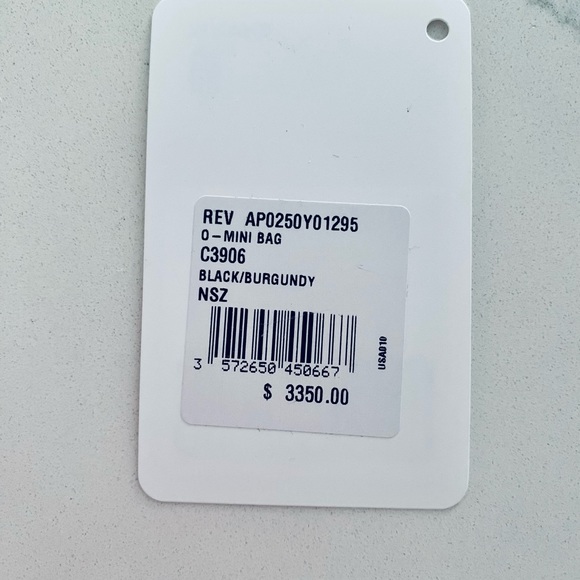 REV AP0250Y01295
O-MINI BAG
C3906
BLACK/BURGUNDY
NSZ
3 572650 450667
USA010
$ 3350.00